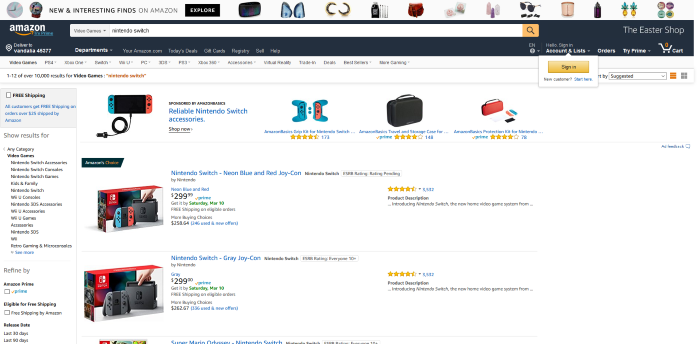 NEW & INTERESTING FINDS ON AMAZON EXPLORE
amazon
Try Prime
Video Games
nintendo switch
The Easter Shop
Deliver to
vandalia 48377
Departments
Your Amazon.com Today's Deals Gift Cards Registry Sell Help
EN
Hello. Sign in
Account & Lists
Orders
Try Prime
0
Cart
Video Games PS4 Xbox One Switch Wii U PC 3DS PS3 Xbox 360 Accessories Virtual Reality Trade-In Deals Best Sellers More Gaming
Sign in
New customer? Start here.
1-12 of over 10,000 results for Video Games : "nintendo switch"
Sort by Suggested
FREE Shipping
All customers get FREE Shipping on
orders over $25 shipped by
Amazon
Show results for
Any Category
Video Games
Nintendo Switch Accessories
Nintendo Switch Consoles
Nintendo Switch Games
Kids & Family
Nintendo Switch
Wii U Consoles
Nintendo 3DS Accessories
Wii U Accessories
Wii U Games
Accessories
Nintendo 3DS
Wii
Retro Gaming & Microconsoles
See more
Refine by
Amazon Prime
prime
Eligible for Free Shipping
Free Shipping by Amazon
Release Date
Last 30 days
Last 90 days
SPONSORED BY AMAZONBASICS
Reliable Nintendo Switch
accessories.
Shop now
AmazonBasics Grip Kit for Nintendo Switch ...
173
AmazonBasics Travel and Storage Case for ...
prime 148
AmazonBasics Protection Kit for Nintendo ...
prime 78
Ad feedback
Amazon's Choice
Nintendo Switch - Neon Blue and Red Joy-Con Nintendo Switch ESRB Rating: Rating Pending
by Nintendo
Neon Blue and Red
$299 99 prime
Get it by Saturday, Mar 10
FREE Shipping on eligible orders
More Buying Choices
$258.64 (346 used & new offers)
Product Description
... Introducing Nintendo Switch, the new home video game system from ...
Nintendo Switch - Gray Joy-Con Nintendo Switch ESRB Rating: Everyone 10+
by Nintendo
Gray
$299 00 prime
Get it by Saturday, Mar 10
FREE Shipping on eligible orders
More Buying Choices
$262.67 (306 used & new offers)
Product Description
... Introducing Nintendo Switch, the new home video game system from ...
Super Mario Odyssey - Nintendo Switch Nintendo Switch ESRB Rating: Everyone 10+